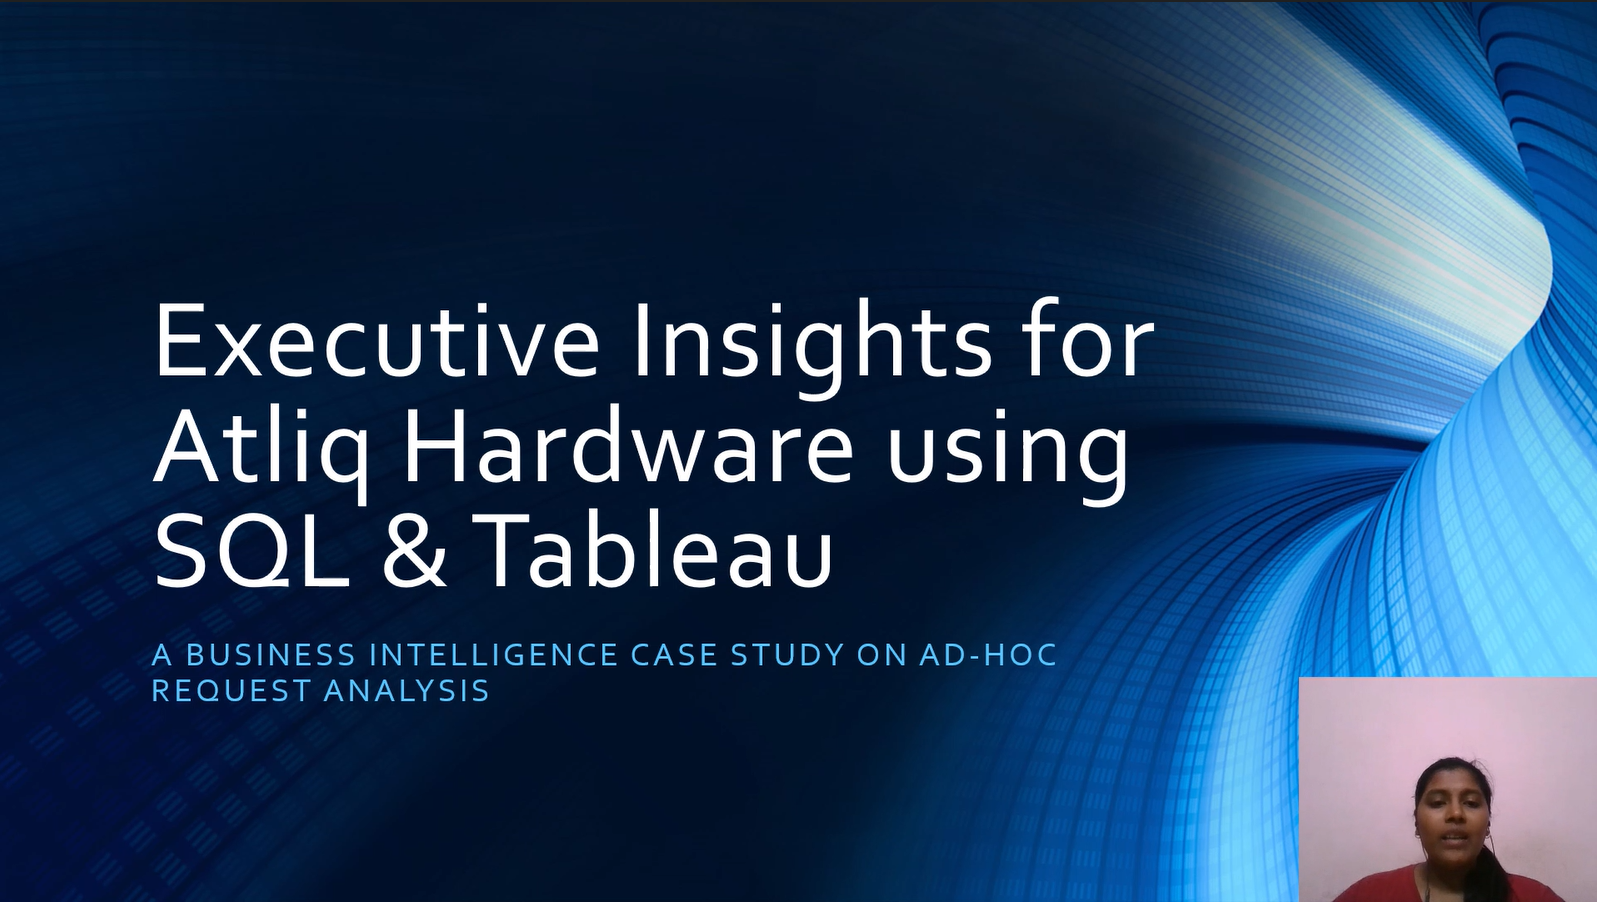 Executive Insights for
Atliq Hardware using
SQL & Tableau
A BUSINESS INTELLIGENCE CASE STUDY ON AD-HOC
REQUEST ANALYSIS